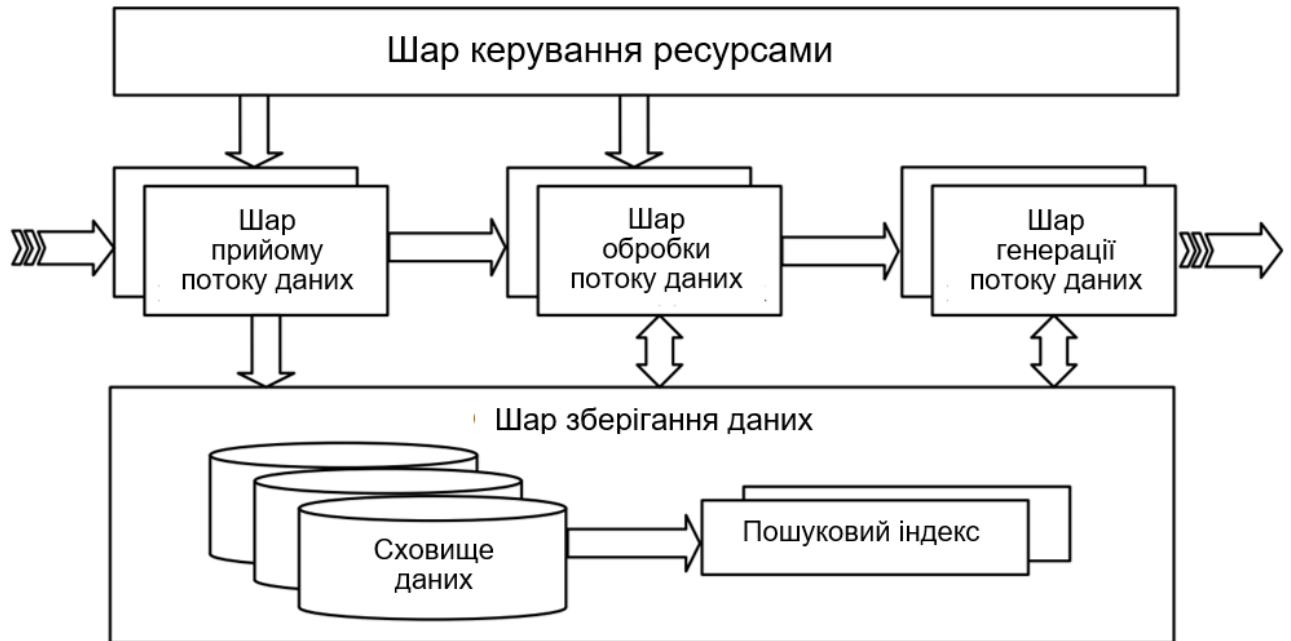 Шар керування ресурсами
Шар
прийому
потоку даних
Шар
обробки
потоку даних
Шар
генерації
потоку даних
Шар зберігання даних
Сховище
даних
Пошуковий індекс